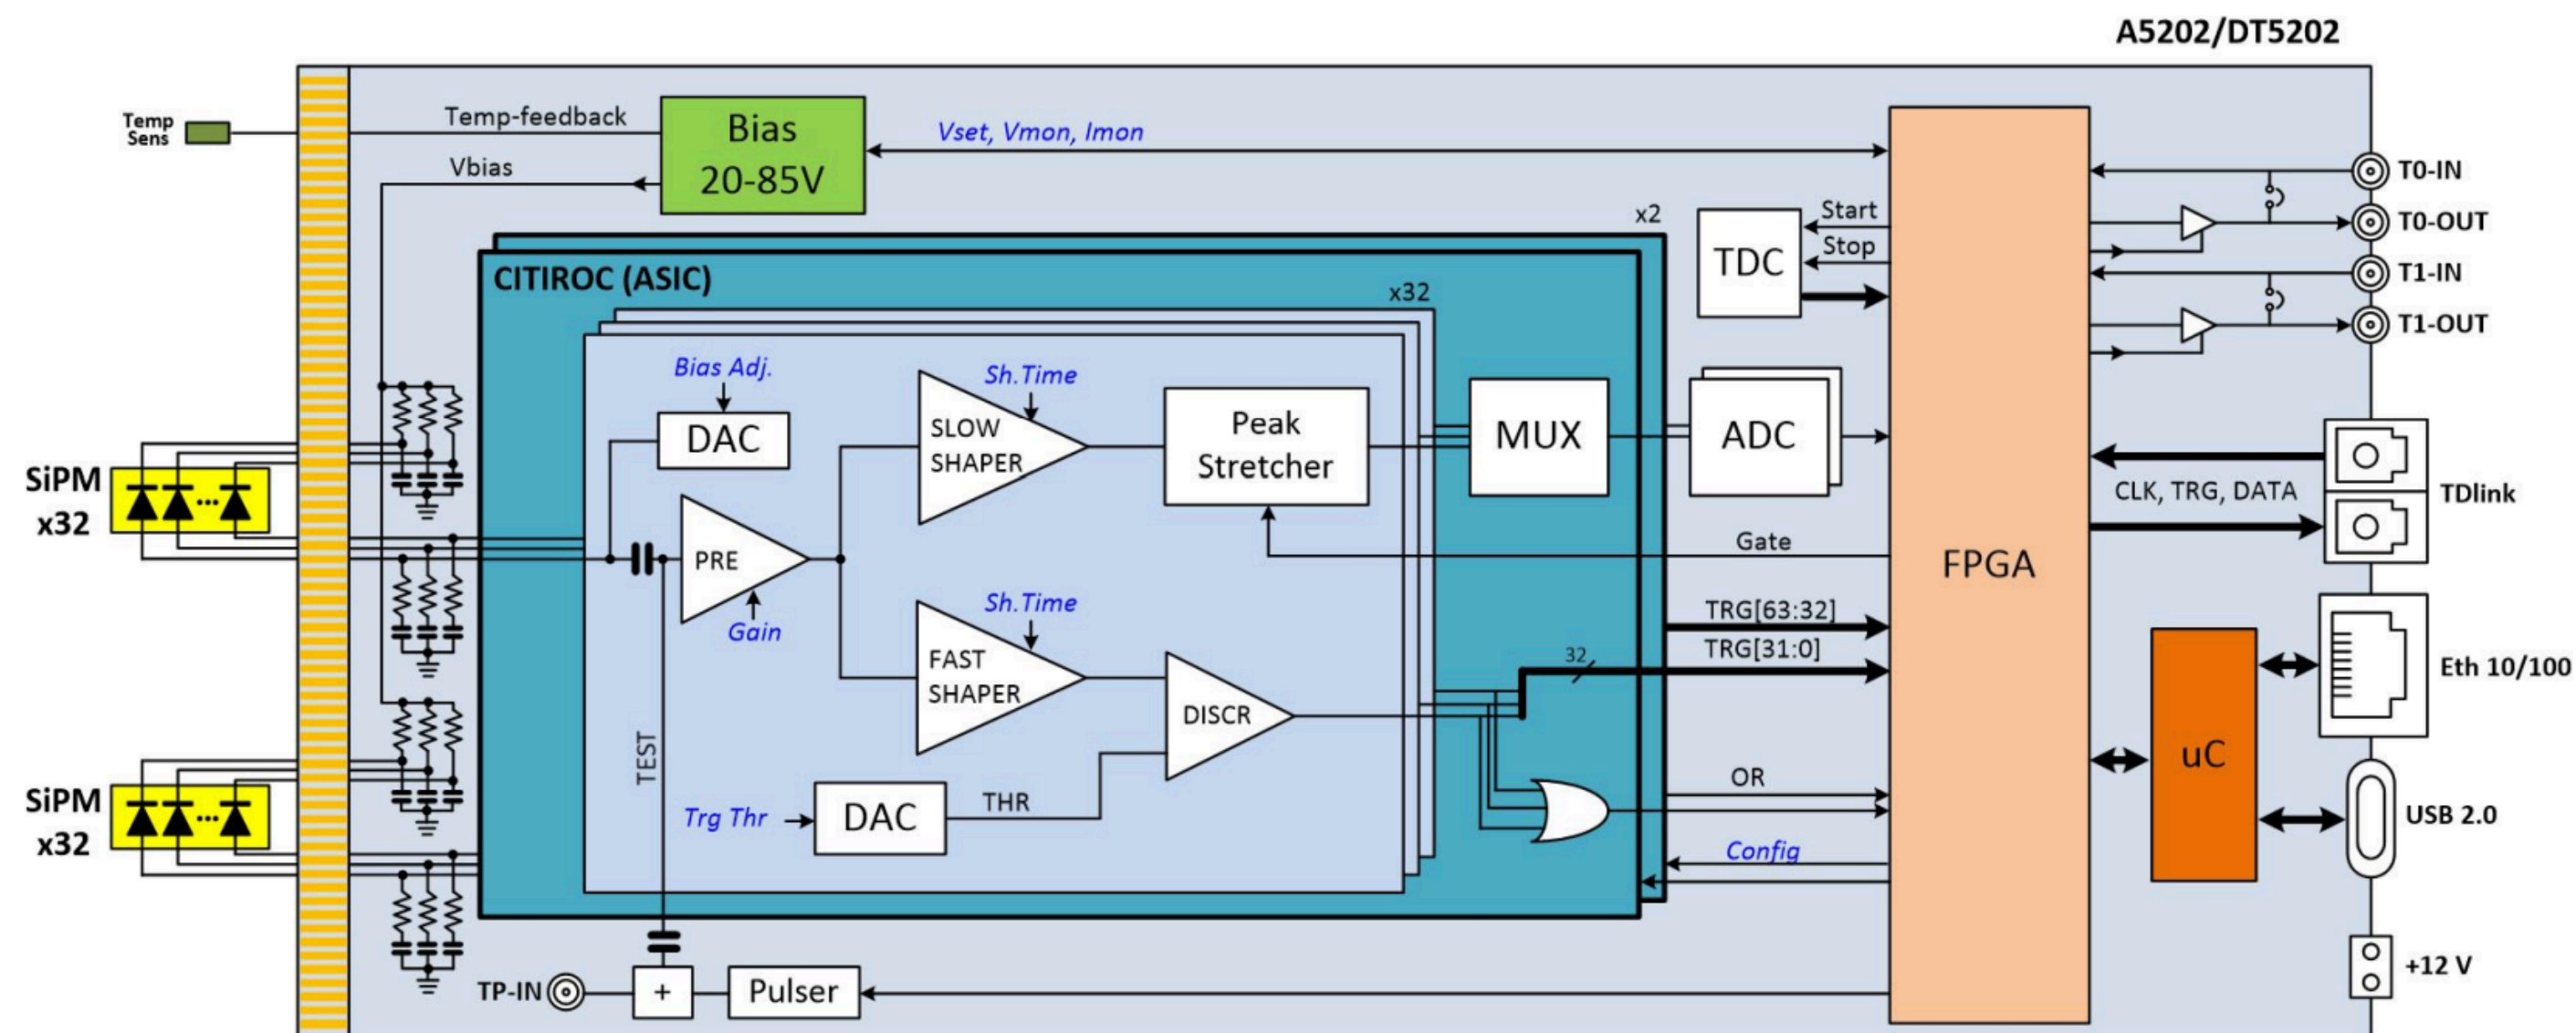 A5202/DT5202
Temp
Sens
Temp-feedback
Vbias
Bias
20-85V
Vset, Vmon, Imon
x2
CITIROC (ASIC)
x32
TDC
Start
Stop
T0-IN
T0-OUT
T1-IN
T1-OUT
Bias Adj.
DAC
Sh.Time
SLOW
SHAPER
Peak
Stretcher
MUX
ADC
SiPM
x32
PRE
Gain
Gate
FPGA
CLK, TRG, DATA
TDlink
Sh.Time
FAST
SHAPER
DISCR
32
TRG[63:32]
TRG[31:0]
Eth 10/100
uC
USB 2.0
SiPM
x32
TEST
Trg Thr
DAC
THR
OR
Config
TP-IN
+
Pulser
+12 V